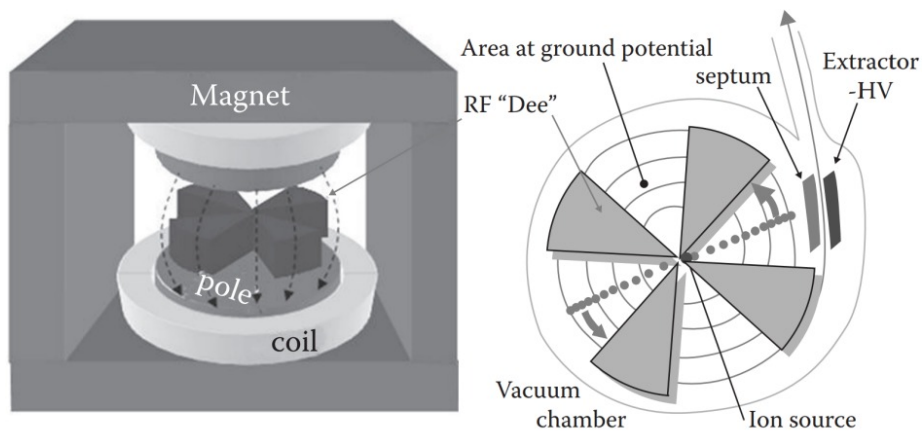 Magnet
RF “Dee”
pole
coil
Area at ground potential
septum
Extractor
-HV
Vacuum
chamber
Ion source